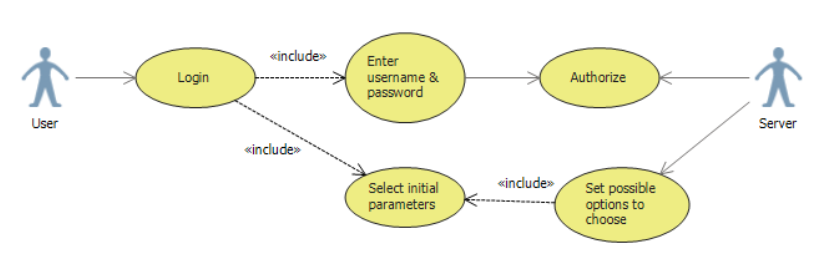 «include»
Enter
username &
password
Login
Authorize
User
Server
«include»
Select initial
parameters
«include»
Set possible
options to
choose